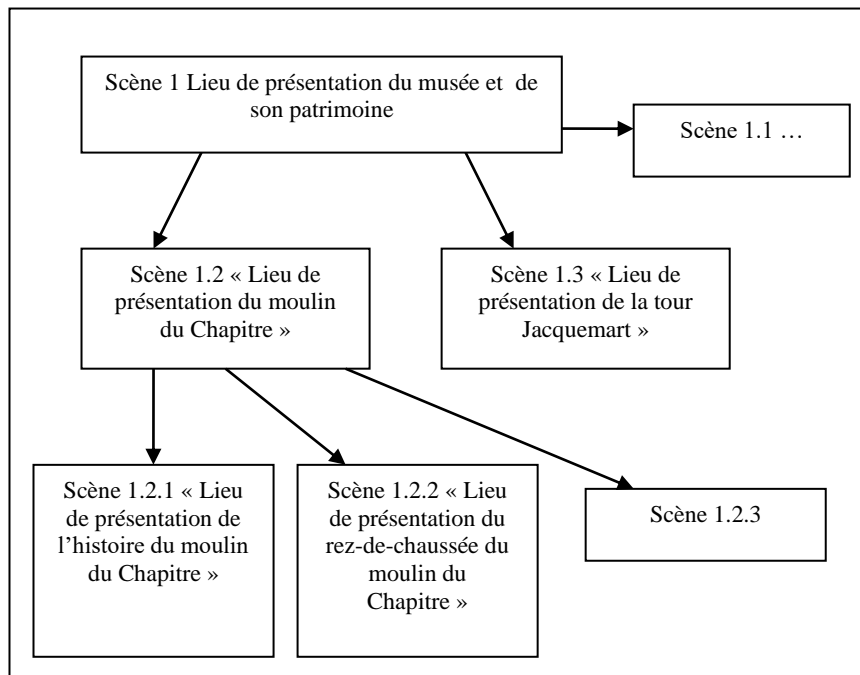 Scène 1 Lieu de présentation du musée et de
son patrimoine
Scène 1.1 …
Scène 1.2 « Lieu de
présentation du moulin
du Chapitre »
Scène 1.3 « Lieu de
présentation de la tour
Jacquemart »
Scène 1.2.1 « Lieu
de présentation de
l’histoire du moulin
du Chapitre »
Scène 1.2.2 « Lieu
de présentation du
rez-de-chaussée du
moulin du
Chapitre »
Scène 1.2.3